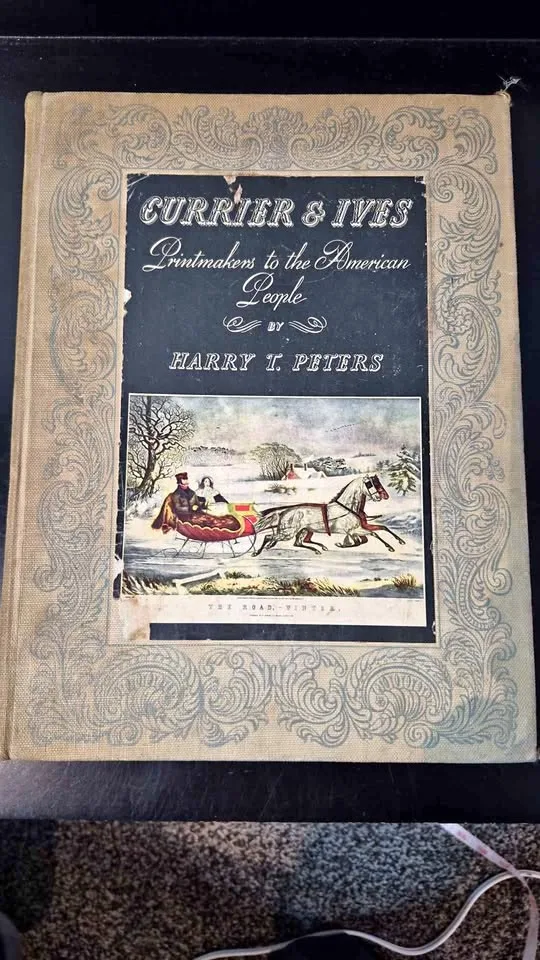 CURRIER & IVES
Printmakers to the American
People
BY
HARRY T. PETERS
THE ROAD,-WINTER.